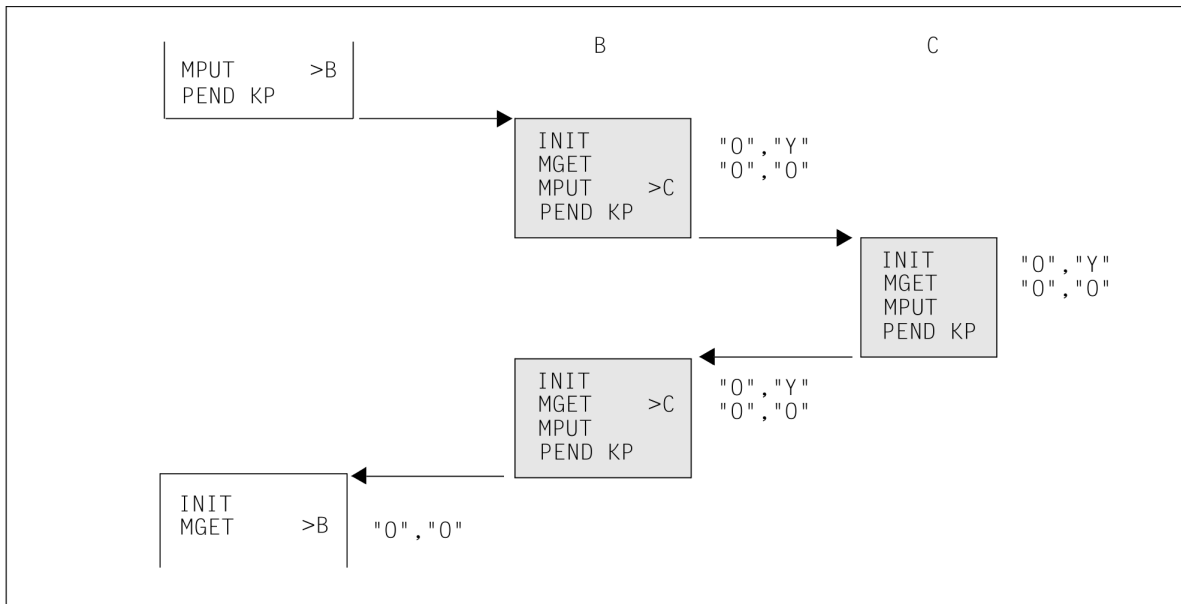 B C
MPUT >B
PEND KP
INIT
MGET
MPUT >C
PEND KP
"O","Y"
"O","O"
INIT
MGET
MPUT
PEND KP
"O","Y"
"O","O"
INIT
MGET >C
MPUT
PEND KP
"O","Y"
"O","O"
INIT
MGET >B
"O","O"